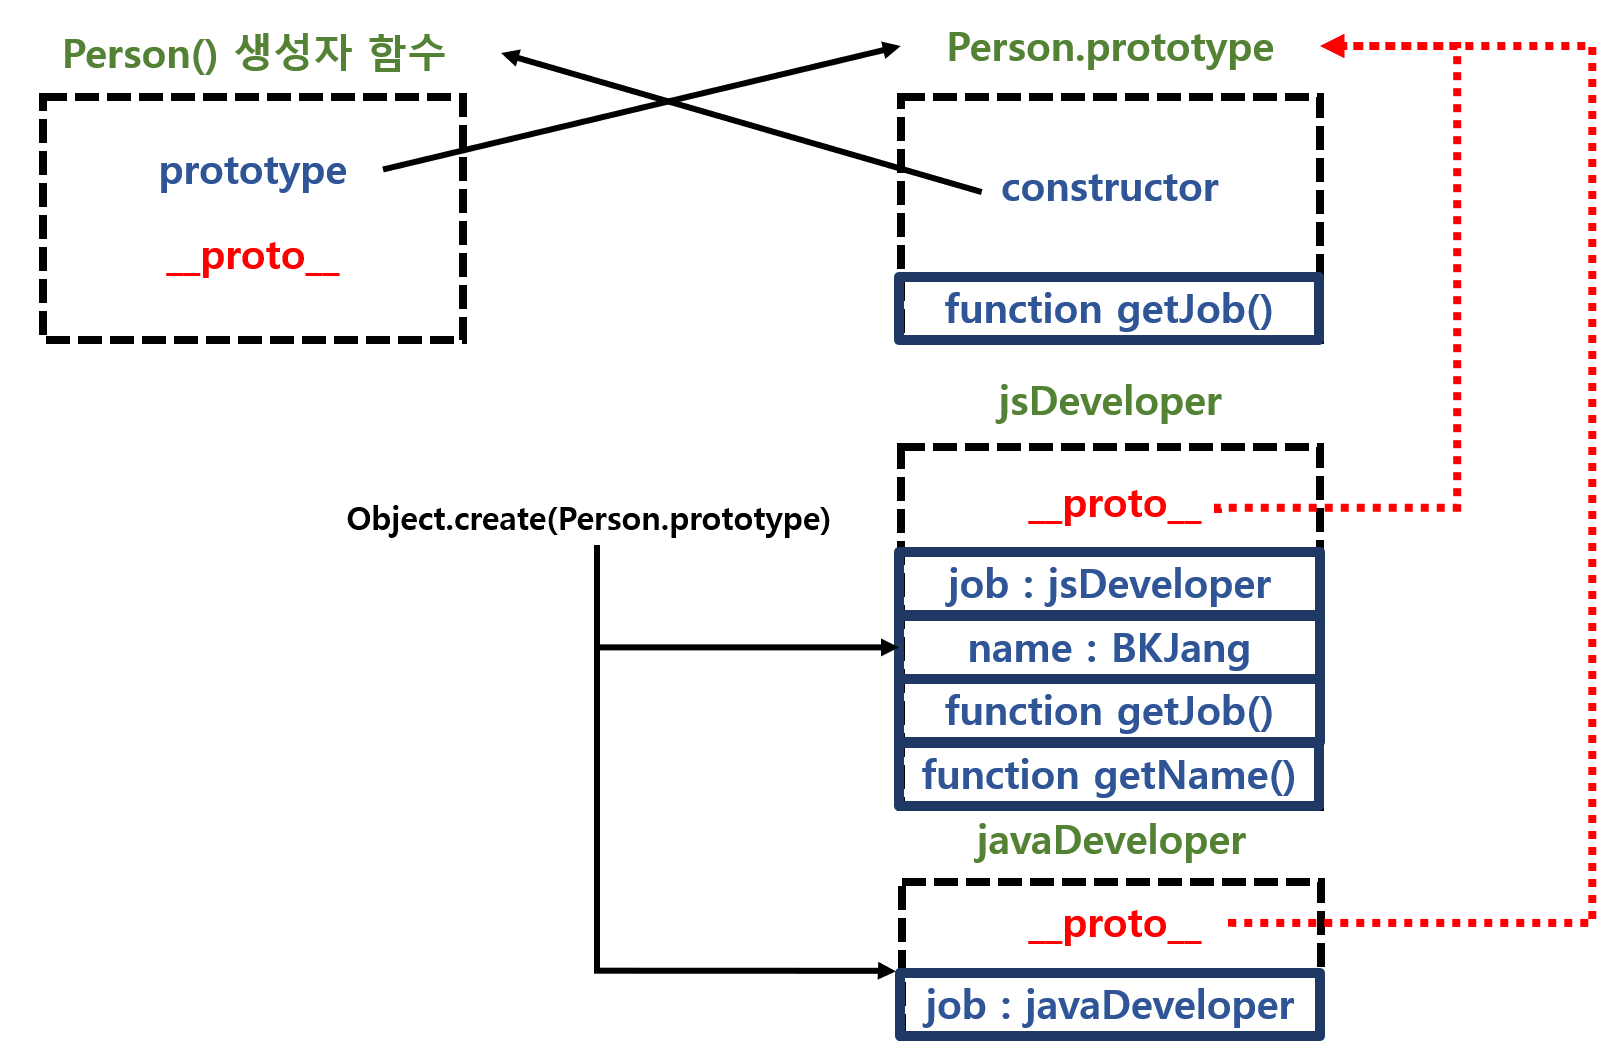 Person() 생성자 함수
prototype
__proto__
Person.prototype
constructor
function getJob()
jsDeveloper
__proto__
job : jsDeveloper
name : BKJang
function getJob()
function getName()
Object.create(Person.prototype)
javaDeveloper
__proto__
job : javaDeveloper